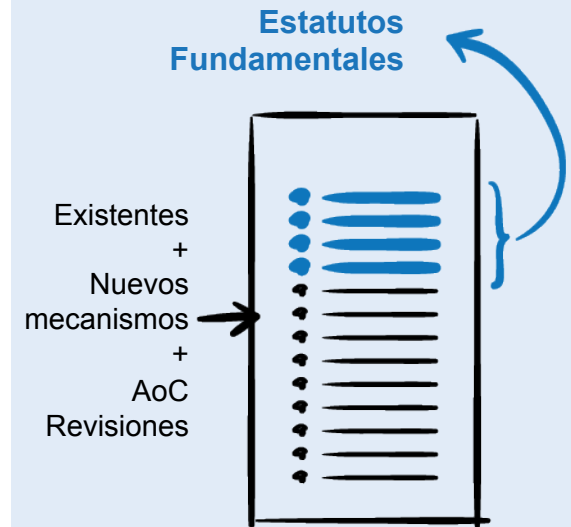 Estatutos
Fundamentales
Existentes
+
Nuevos
mecanismos
+
AoC
Revisiones